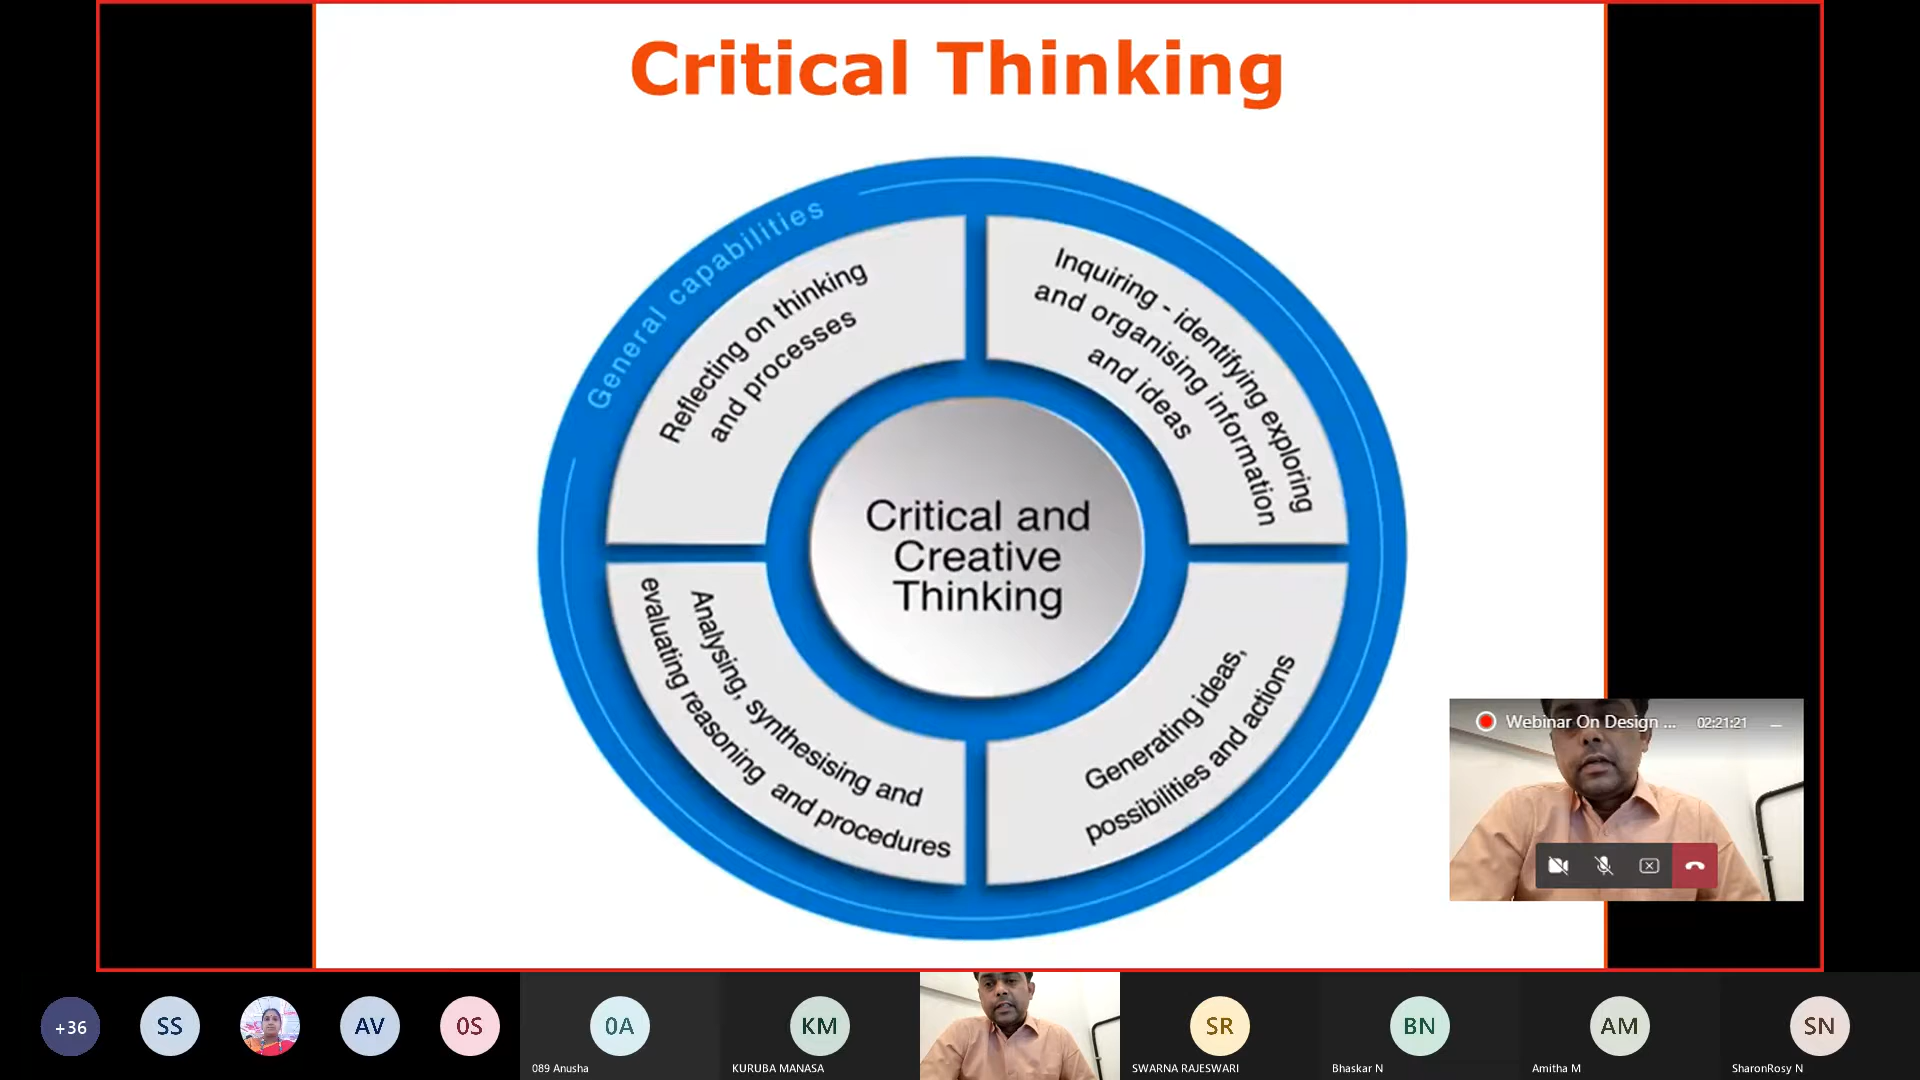 Critical Thinking
General capabilities
Reflecting on thinking
and processes
Inquiring - identifying exploring
and organising information
and ideas
Critical and
Creative
Thinking
Analysing, synthesising and
evaluating reasoning and procedures
Generating ideas,
possibilities and actions
Webinar On Design ... 02:21:21
+36
SS
AV
0S
0A
089 Anusha
KM
KURUBA MANASA
SR
SWARNA RAJESWARI
BN
Bhaskar N
AM
Amitha M
SN
SharonRosy N